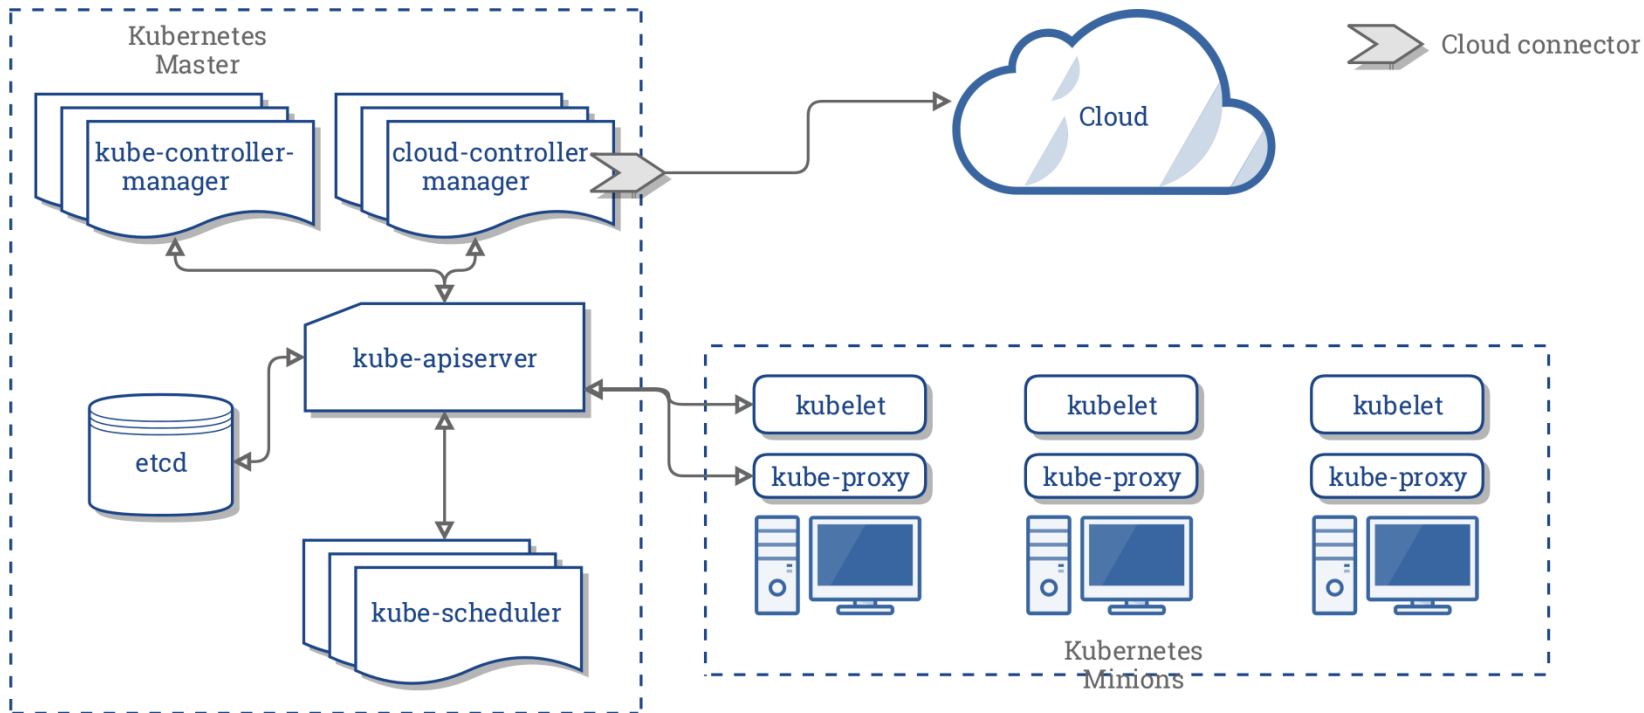 Kubernetes
Master
kube-controller-
manager
cloud-controller
manager
Cloud
Cloud connector
kube-apiserver
etcd
kube-scheduler
kubelet
kubelet
kubelet
kube-proxy
kube-proxy
kube-proxy
Kubernetes
Minions